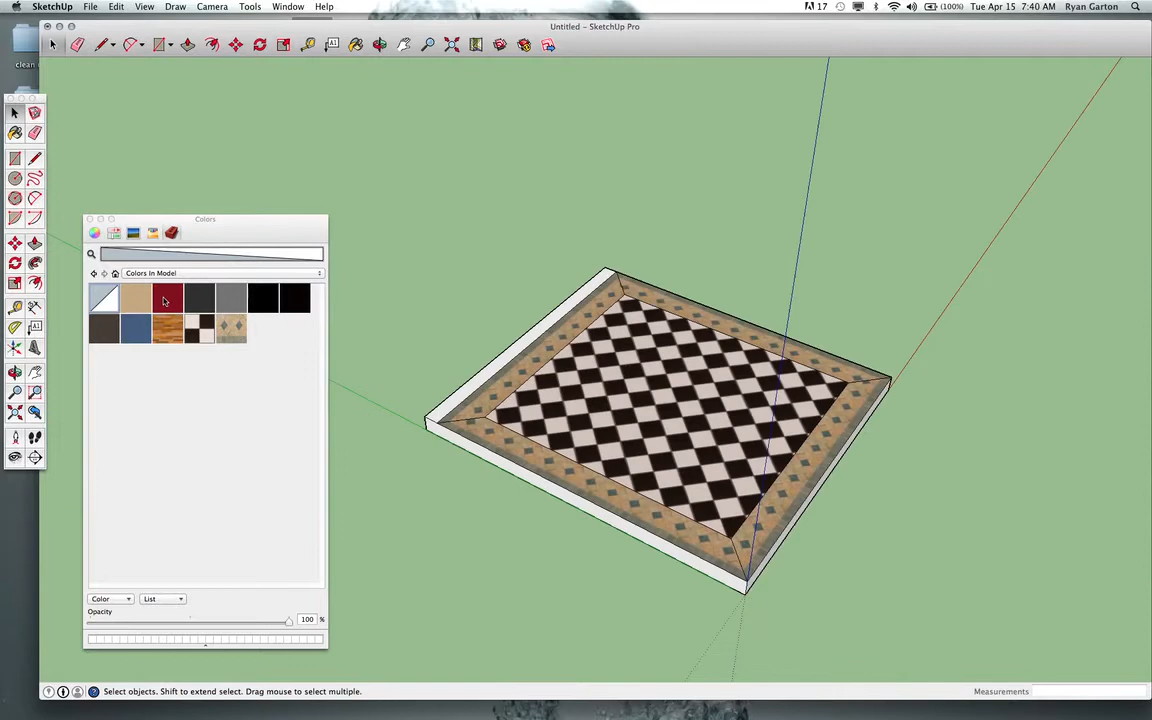 SketchUp File Edit View Draw Camera Tools Window Help
17 (100%) Tue Apr 15 7:40 AM Ryan Garton
Untitled – SketchUp Pro
A1
clean
A1
Colors
Colors In Model
Color List
Opacity
100 %
Select objects. Shift to extend select. Drag mouse to select multiple.
Measurements